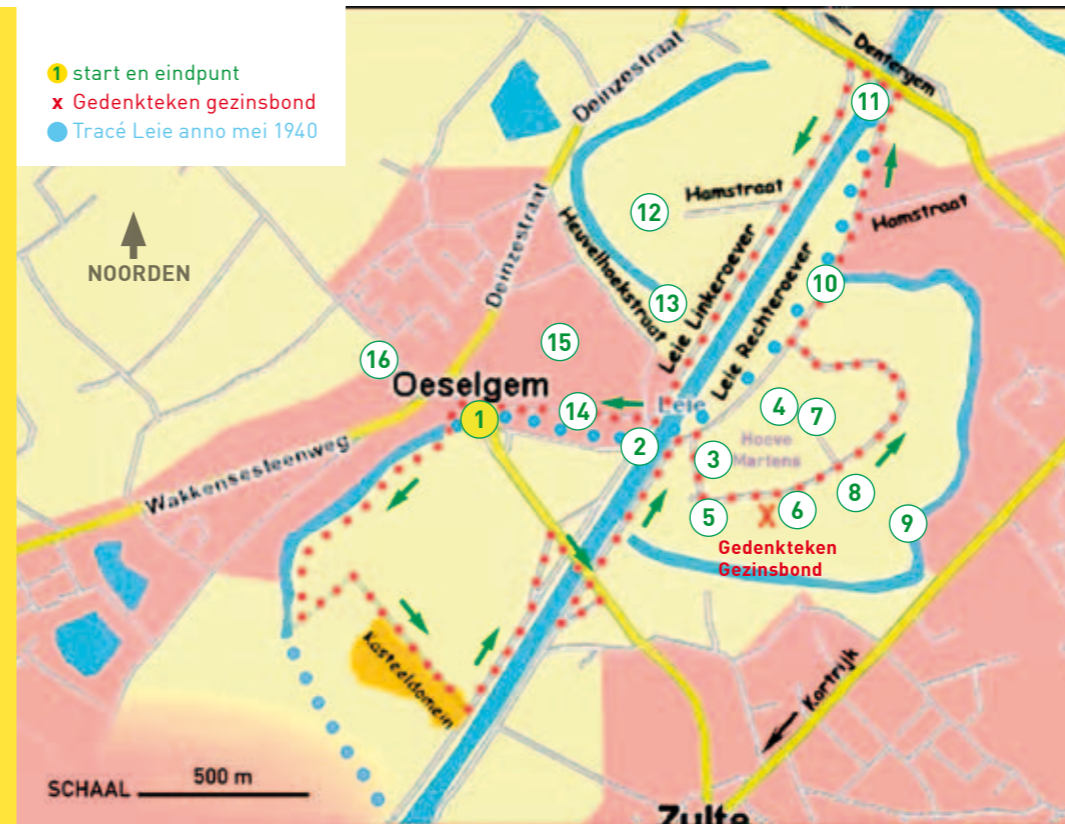 1 start en eindpunt
x Gedenkteken gezinsbond
Tracé Leie anno mei 1940
NOORDEN
Deinzestraat
Dentergem
11
Hamstraat
12
Hamstraat
Deinzestraat
Heuvelhoekstraat
Leie Linkeroever
10
13
Leie Rechteroever
15
16
Oeselgem
1
14
Leie
4
7
2
3
Hoeve
Martens
Wakkensesteenweg
5
6
8
9
X
Gedenkteken
Gezinsbond
Kasteeldomein
Kortrijk
SCHAAL 500 m
Zulte